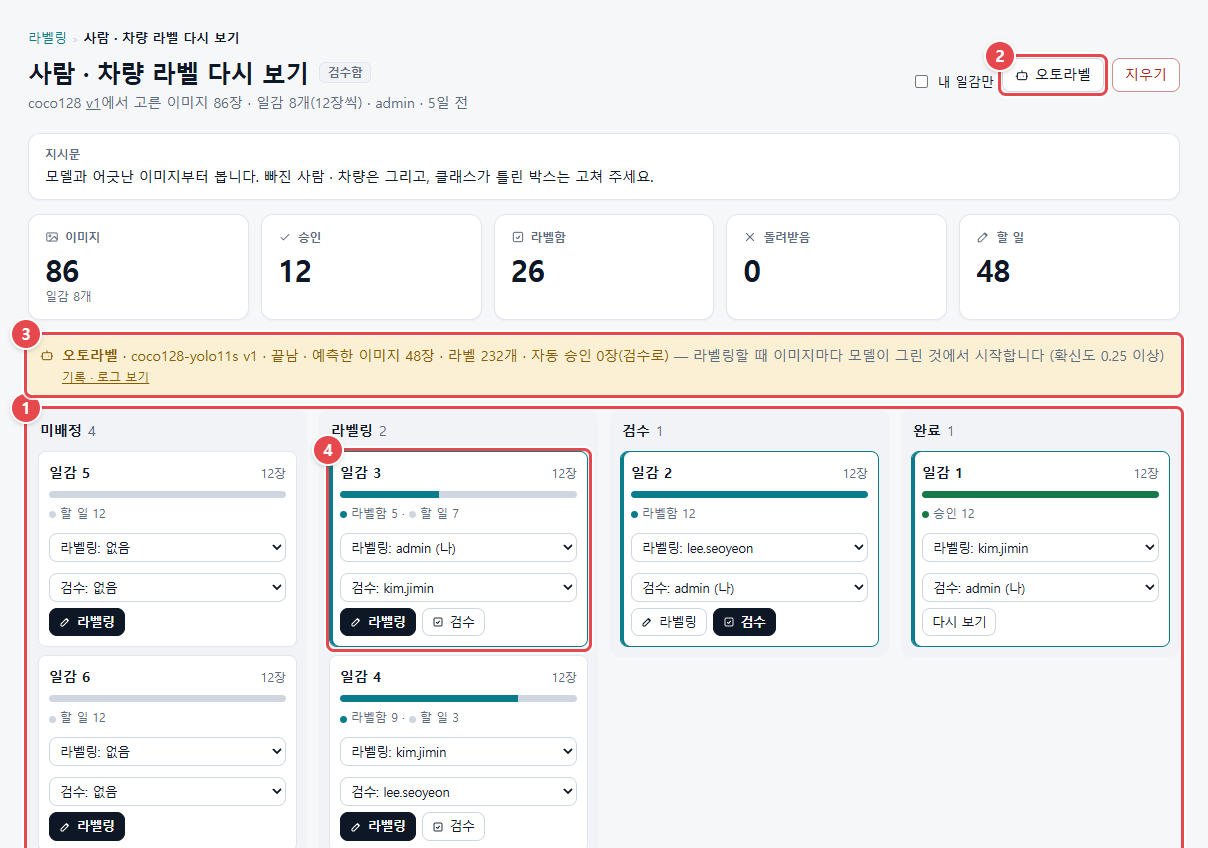 라벨링 › 사람 · 차량 라벨 다시 보기
사람 · 차량 라벨 다시 보기 검수함
coco128 v1에서 고른 이미지 86장 · 일감 8개(12장씩) · admin · 5일 전
내 일감만
2
오토라벨
지우기
지시문
모델과 어긋난 이미지부터 봅니다. 빠진 사람 · 차량은 그리고, 클래스가 틀린 박스는 고쳐 주세요.
이미지
86
일감 8개
승인
12
라벨함
26
돌려받음
0
할 일
48
3
오토라벨 · coco128-yolo11s v1 · 끝남 · 예측한 이미지 48장 · 라벨 232개 · 자동 승인 0장(검수로) — 라벨링할 때 이미지마다 모델이 그린 것에서 시작합니다 (확신도 0.25 이상)
기록 · 로그 보기
1
미배정 4
일감 5 12장
할 일 12
라벨링: 없음
검수: 없음
라벨링
일감 6 12장
할 일 12
라벨링: 없음
검수: 없음
라벨링
라벨링 2
4
일감 3 12장
라벨함 5 · 할 일 7
라벨링: admin (나)
검수: kim.jimin
라벨링 검수
일감 4 12장
라벨함 9 · 할 일 3
라벨링: kim.jimin
검수: lee.seoyeon
라벨링 검수
검수 1
일감 2 12장
라벨함 12
라벨링: lee.seoyeon
검수: admin (나)
라벨링 검수
완료 1
일감 1 12장
승인 12
라벨링: kim.jimin
검수: admin (나)
다시 보기